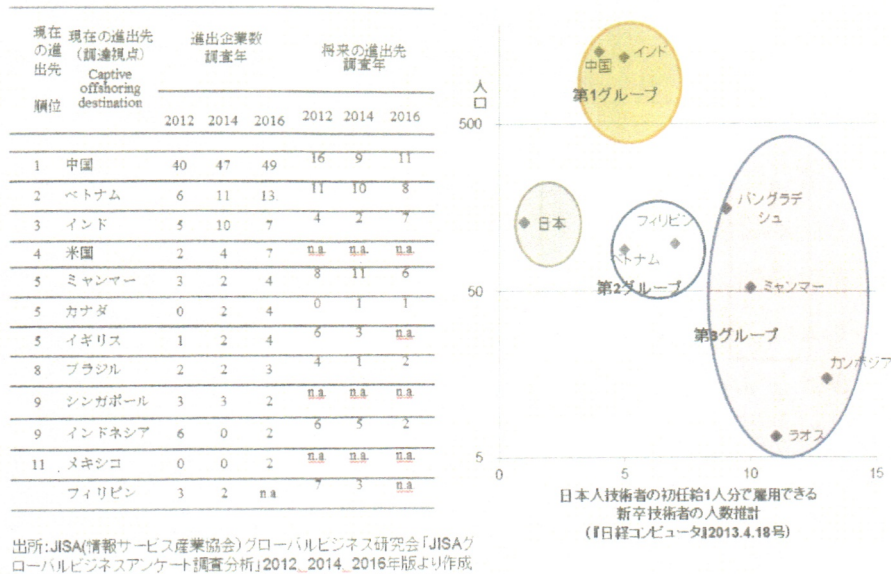 現在の進出先順位 現在の進出先(調達視点) Captive offshoring destination 進出企業数 調査年 将来の進出先 調査年
2012 2014 2016 2012 2014 2016
1 中国 40 47 49 16 9 11
2 ベトナム 6 11 13 11 10 8
3 インド 5 10 7 4 2 7
4 米国 2 4 7 n.a. n.a. n.a.
5 ミャンマー 3 2 4 8 11 6
5 カナダ 0 2 4 0 1 1
5 イギリス 1 2 4 6 3 n.a.
8 ブラジル 2 2 3 4 1 2
9 シンガポール 3 3 2 n.a. n.a. n.a.
9 インドネシア 6 0 2 6 5 2
11 メキシコ 0 0 2 n.a. n.a. n.a.
フィリピン 3 2 n a 7 3 n.a.
出所:JISA(情報サービス産業協会)グローバルビジネス研究会「JISAグ
ローバルビジネスアンケート調査分析」2012_2014_2016年版より作成
人口
500
50
5
0 5 10 15
中国
インド
第1グループ
日本
フィリピン
ベトナム
第2グループ
バングラデ
シュ
ミャンマー
第3グループ
カンボジア
ラオス
日本人技術者の初任給1人分で雇用できる
新卒技術者の人数推計
(『日経コンピュータ』2013.4.18号)